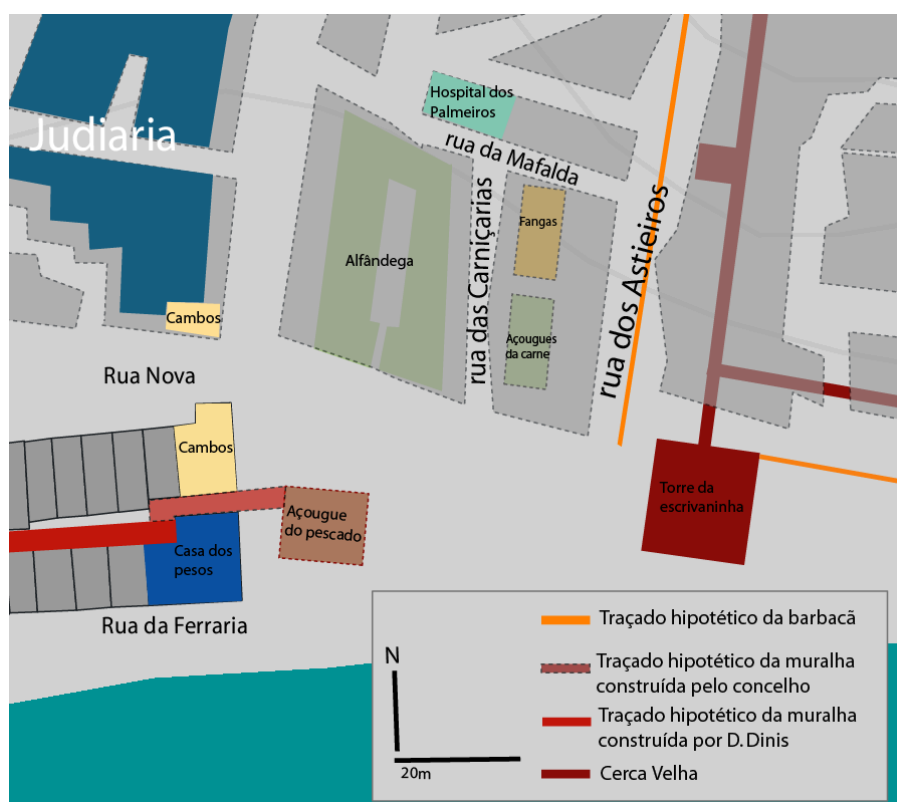 Hospital dos
Palmeiros
Judiaria
rua da Mafalda
rua das Carniçarias
rua dos Astieiros
Fangas
Alfândega
Cambos
Açougues
da carne
Rua Nova
Cambos
Torre da
escrivaninha
Açougue
do pescado
Casa dos
pesos
Rua da Ferraria
Traçado hipotético da barbacã
N
Traçado hipotético da muralha
construída pelo concelho
Traçado hipotético da muralha
construída por D. Dinis
20m
Cerca Velha